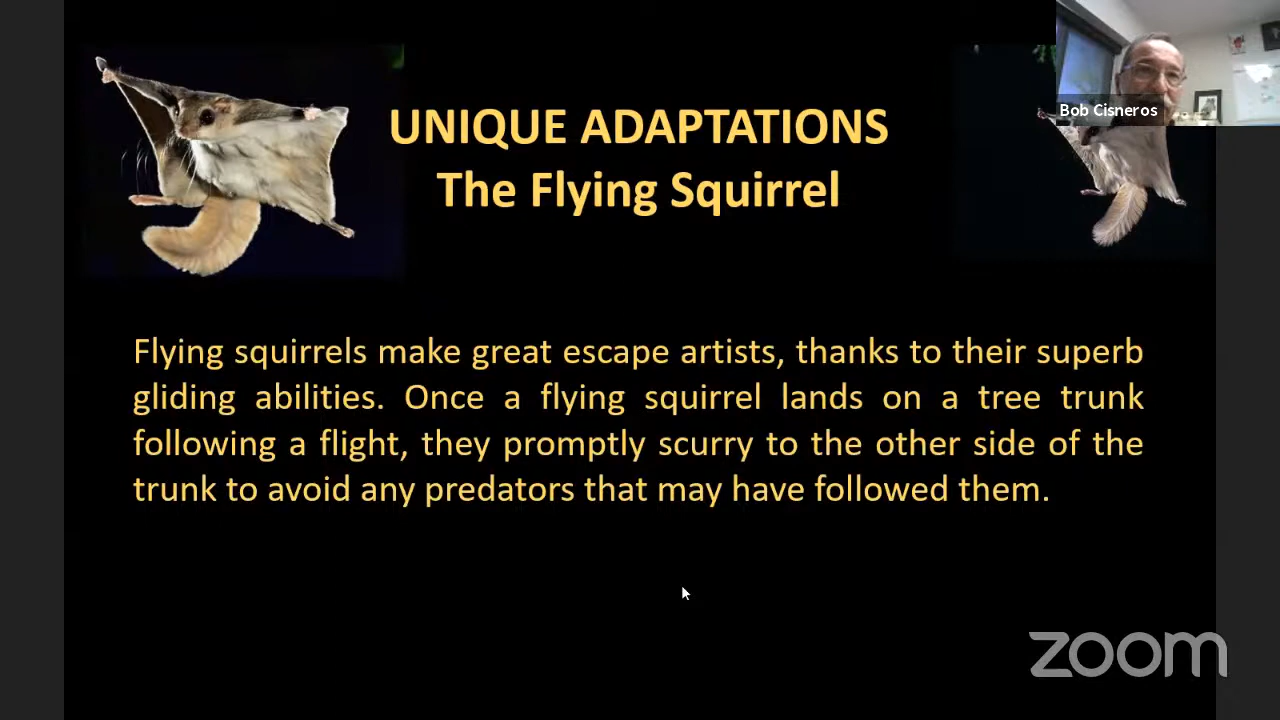 Bob Cisneros
UNIQUE ADAPTATIONS
The Flying Squirrel
Flying squirrels make great escape artists, thanks to their superb
gliding abilities. Once a flying squirrel lands on a tree trunk
following a flight, they promptly scurry to the other side of the
trunk to avoid any predators that may have followed them.
zoom